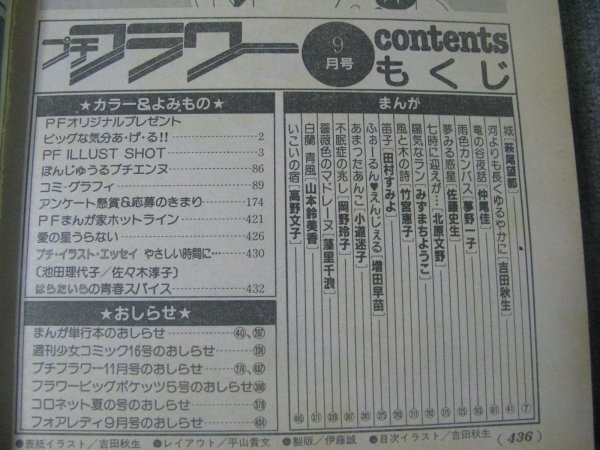 プチフラワー
9月号
contents
もくじ
★カラー&よみもの★
PFオリジナルプレゼント
ビッグな気分あ・げ・る!!……2
PF ILLUST SHOT……3
ぼんじゅうるプチエンヌ……86
コミ・グラフィ……89
アンケート懸賞&応募のきまり……174
PFまんが家ホットライン……421
愛の星うらない……426
プチ・イラスト・エッセイ やさしい時間に………430
〔池田理代子/佐々木淳子〕
はらたいらの青春スパイス……432
★おしらせ★
まんが単行本のおしらせ
週刊少女コミック16号のおしらせ
プチフラワー11月号のおしらせ
フラワービッグポケッツ5号のおしらせ
コロネット夏の号のおしらせ
フォアレディ9月号のおしらせ
まんが
城 萩尾望都
河よりも長くゆるやかに 吉田秋生
竜の谷夜話 仲尾佳
雨色カンバス 夢野一子
夢みる惑星 佐藤史生
七時に迎えが… 北原文野
陽気なラン みずまちようこ
風と木の詩 竹宮恵子
笛子 田村すみよ
ふぉーるん♥えんじぇる 増田早苗
あまつたあんこ 小道迷子
不眠症の兆し 岡野玲子
薔薇色のマドレーヌ 藻里千浪
白蘭 青風 山本鈴美香
いこいの宿 高野文子
●表紙イラスト/吉田秋生 ●レイアウト/平山貴文 ●製版/伊藤誠 ●目次イラスト/吉田秋生
(436)